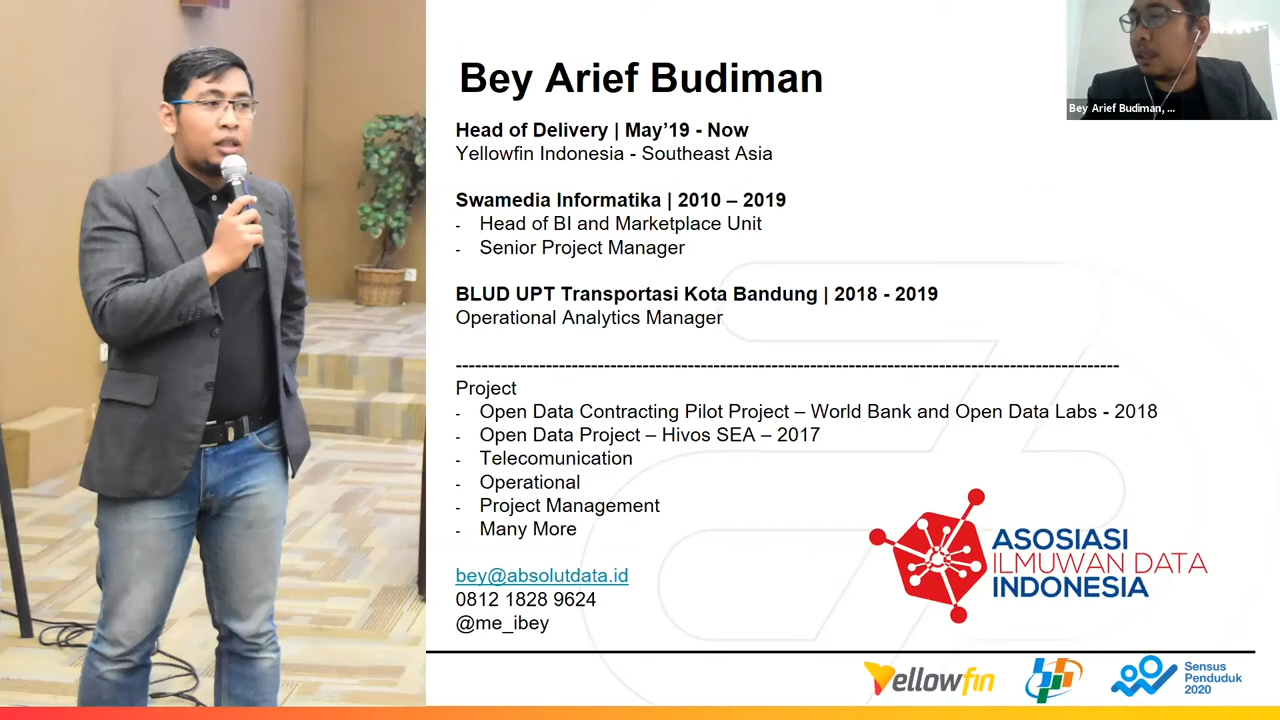 Bey Arief Budiman
Head of Delivery | May’19 - Now
Yellowfin Indonesia - Southeast Asia
Swamedia Informatika | 2010 – 2019
- Head of BI and Marketplace Unit
- Senior Project Manager
BLUD UPT Transportasi Kota Bandung | 2018 - 2019
Operational Analytics Manager
-------------------------------------------------------------------------------------------------------
Project
- Open Data Contracting Pilot Project – World Bank and Open Data Labs - 2018
- Open Data Project – Hivos SEA – 2017
- Telecomunication
- Operational
- Project Management
- Many More
bey@absolutdata.id
0812 1828 9624
@me_ibey
Bey Arief Budiman, ...
ASOSIASI
ILMUWAN DATA
INDONESIA
Yellowfin
Sensus
Penduduk
2020